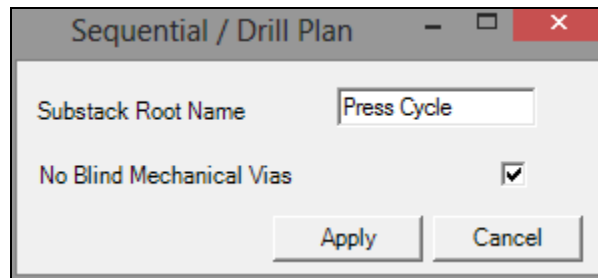 Sequential / Drill Plan
Substack Root Name Press Cycle
No Blind Mechanical Vias
Apply Cancel